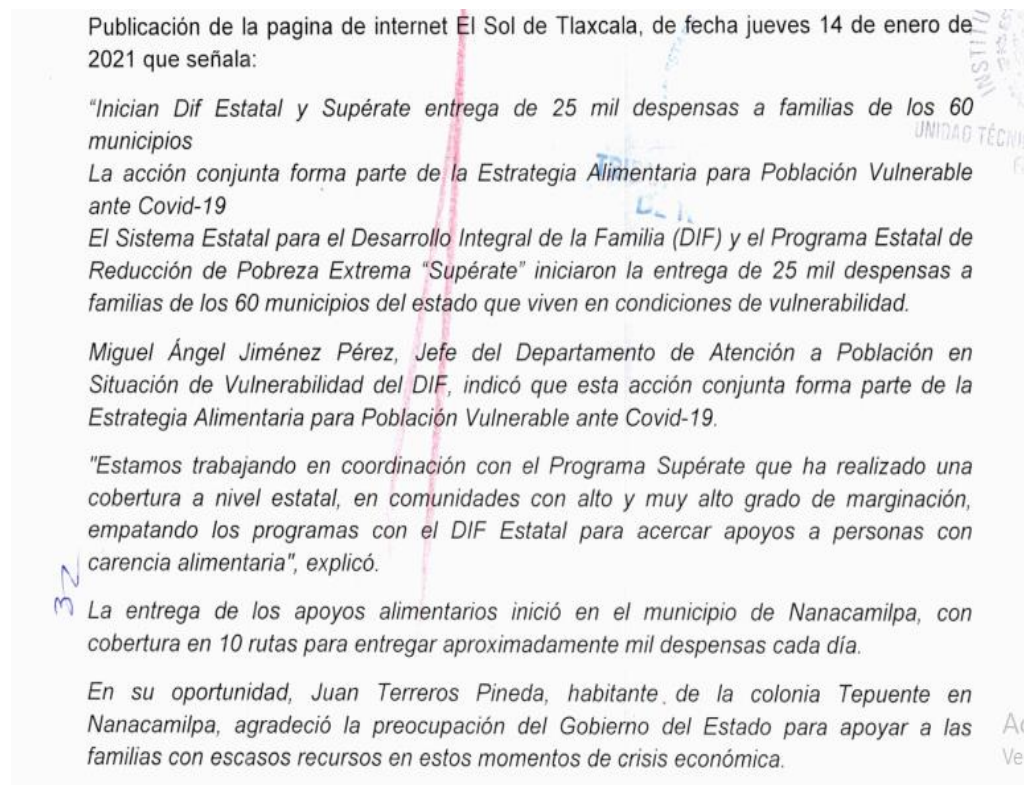 Publicación de la pagina de internet El Sol de Tlaxcala, de fecha jueves 14 de enero de
2021 que señala:
“Inician Dif Estatal y Supérate entrega de 25 mil despensas a familias de los 60
municipios
La acción conjunta forma parte de la Estrategia Alimentaria para Población Vulnerable
ante Covid-19
El Sistema Estatal para el Desarrollo Integral de la Familia (DIF) y el Programa Estatal de
Reducción de Pobreza Extrema “Supérate” iniciaron la entrega de 25 mil despensas a
familias de los 60 municipios del estado que viven en condiciones de vulnerabilidad.
Miguel Ángel Jiménez Pérez, Jefe del Departamento de Atención a Población en
Situación de Vulnerabilidad del DIF, indicó que esta acción conjunta forma parte de la
Estrategia Alimentaria para Población Vulnerable ante Covid-19.
"Estamos trabajando en coordinación con el Programa Supérate que ha realizado una
cobertura a nivel estatal, en comunidades con alto y muy alto grado de marginación,
empatando los programas con el DIF Estatal para acercar apoyos a personas con
carencia alimentaria", explicó.
La entrega de los apoyos alimentarios inició en el municipio de Nanacamilpa, con
cobertura en 10 rutas para entregar aproximadamente mil despensas cada día.
En su oportunidad, Juan Terreros Pineda, habitante de la colonia Tepuente en
Nanacamilpa, agradeció la preocupación del Gobierno del Estado para apoyar a las
familias con escasos recursos en estos momentos de crisis económica.
32
UNIDAD